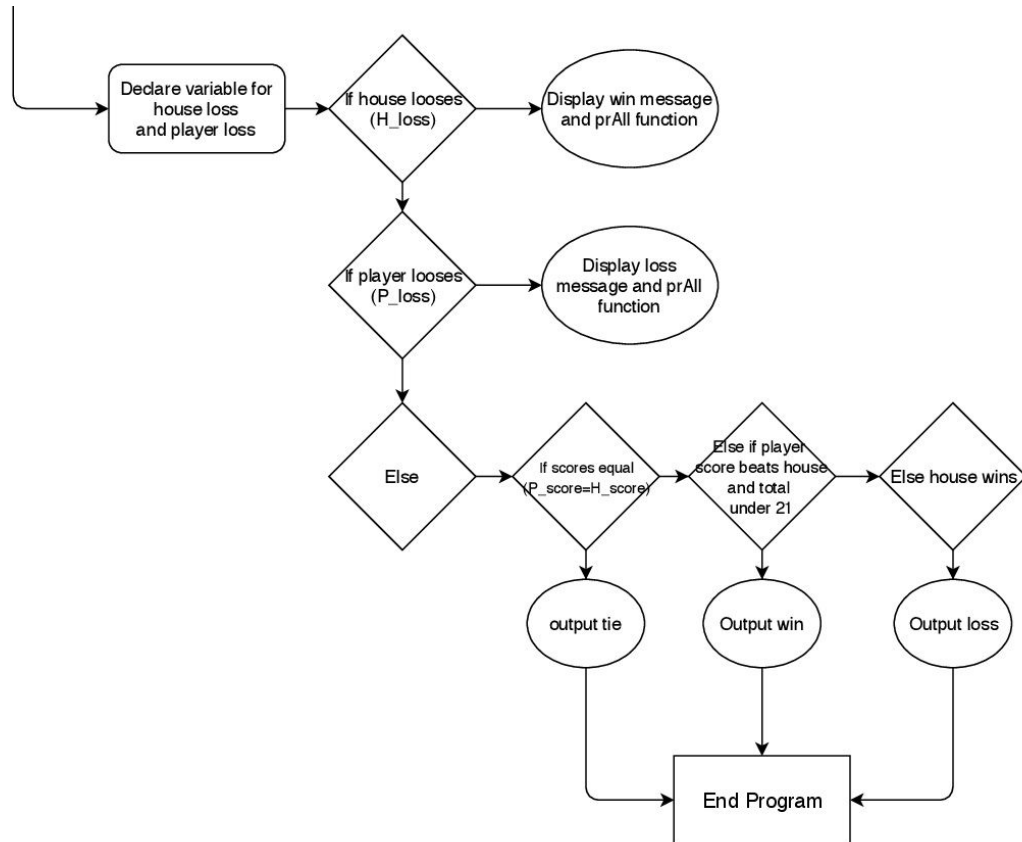 Declare variable for
house loss
and player loss
If house looses
(H_loss)
Display win message
and prAll function
If player looses
(P_loss)
Display loss
message and prAll
function
Else
If scores equal
(P_score=H_score)
Else if player
score beats house
and total
under 21
Else house wins
output tie
Output win
Output loss
End Program